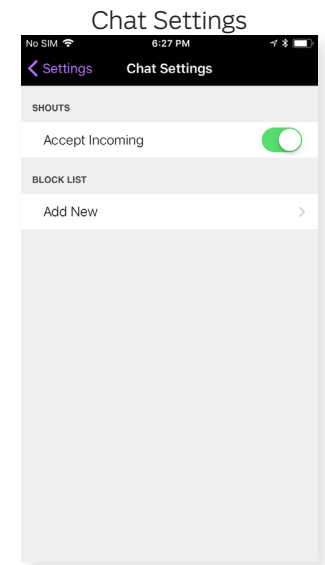 Chat Settings
No SIM 6:27 PM
Settings Chat Settings
SHOUTS
Accept Incoming
BLOCK LIST
Add New